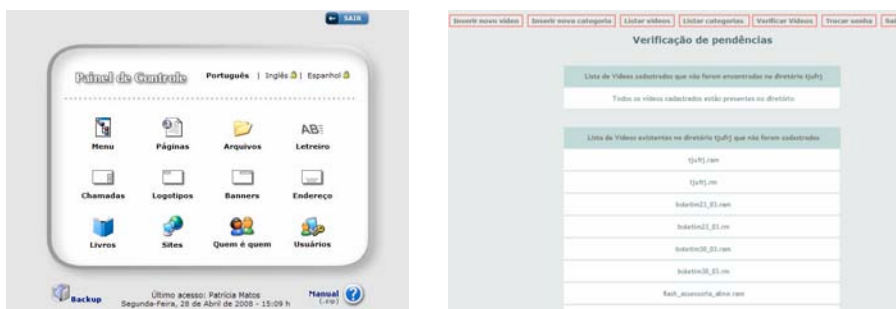 SAIR
Painel de Controle Português | Inglês | Espanhol
Menu Páginas Arquivos Letreiro
AB
Chamadas Logotipos Banners Endereço
Livros Sites Quem é quem Usuários
Backup
Último acesso: Patrícia Matos
Segunda-Feira, 28 de Abril de 2008 - 15:09 h
Manual
(.zip)
Inserir novo vídeo Inserir nova categoria Listar vídeos Listar categorias Verificar Vídeos Trocar senha Sai
Verificação de pendências
Lista de Vídeos cadastrados que não foram encontrados no diretório tjufrj
Todos os vídeos cadastrados estão presentes no diretório
Lista de Vídeos existentes no diretório tjufrj que não foram cadastrados
tjufrj.ram
tjufrj.rm
boletim23_03.ram
boletim23_03.rm
boletim30_03.ram
boletim30_03.rm
flash_assessoria_aline.ram